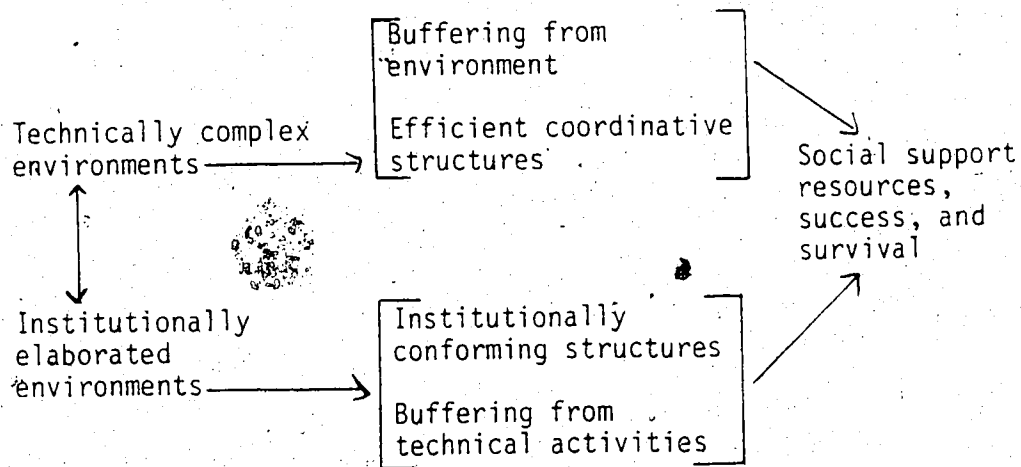 Buffering from
environment
Efficient coordinative
structures
Technically complex
environments
Social support
resources,
success, and
survival
Institutionally
elaborated
environments
Institutionally
conforming structures
Buffering from
technical activities